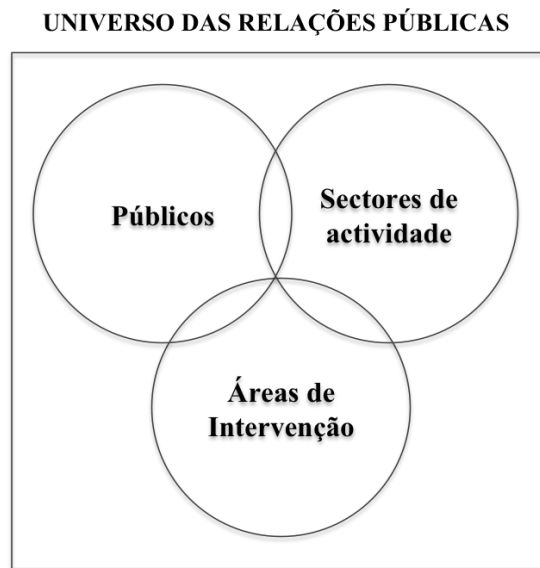 UNIVERSO DAS RELAÇÕES PÚBLICAS
Públicos
Sectores de
actividade
Áreas de
Intervenção